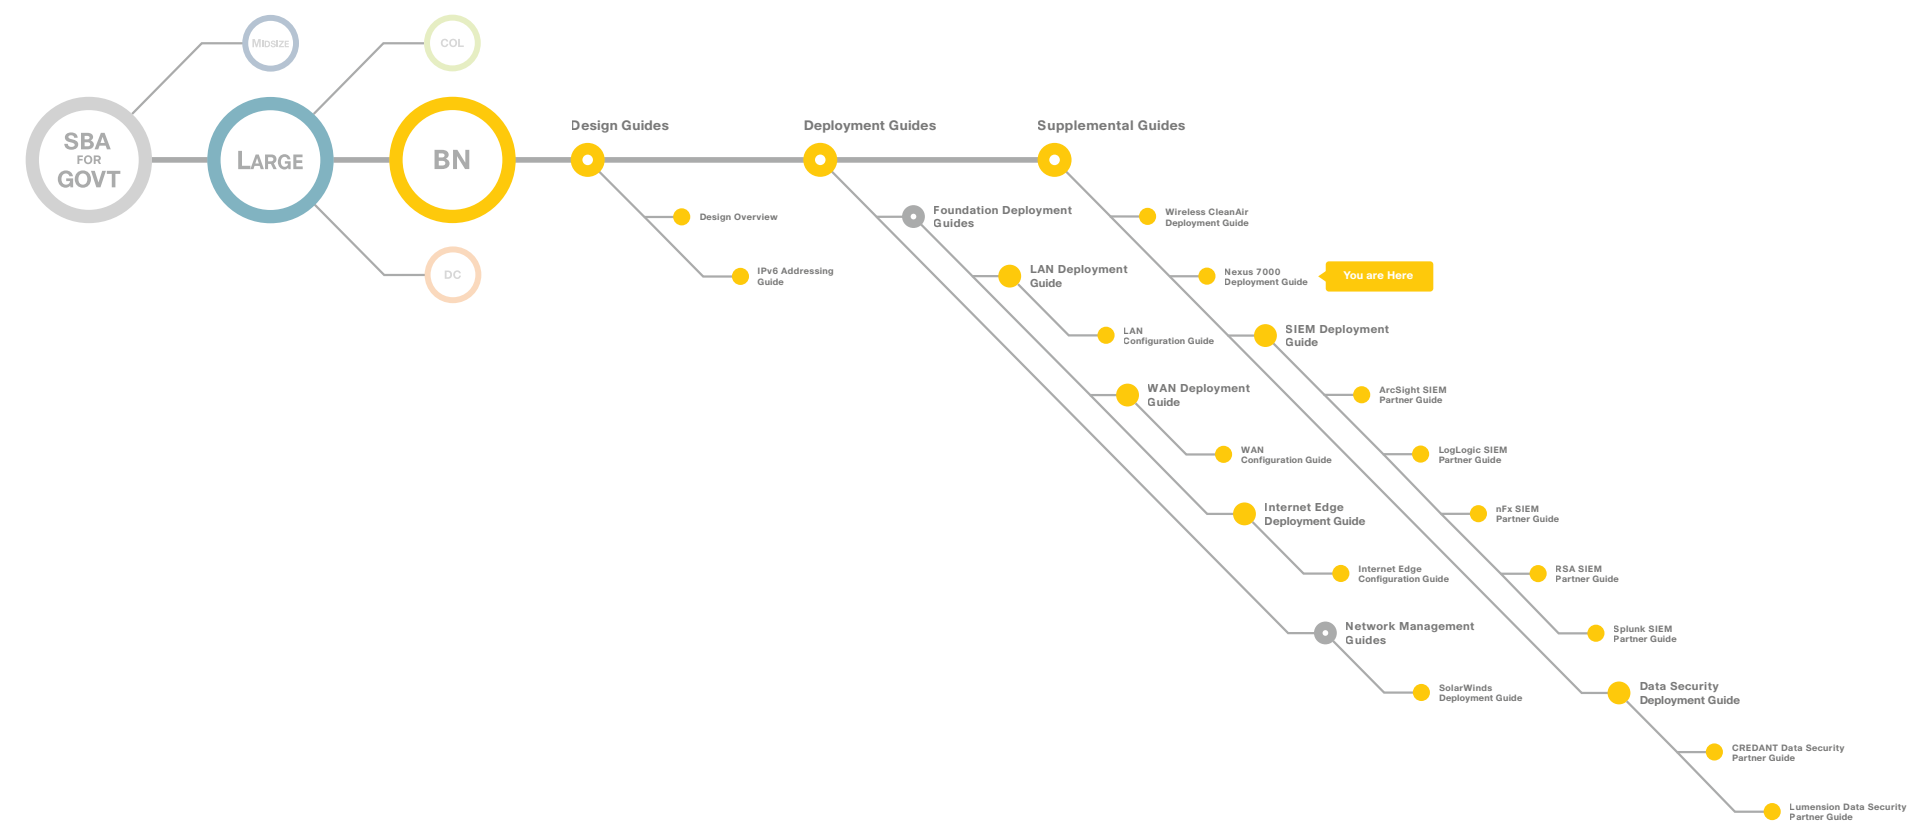 MIDSIZE
COL
SBA
FOR
GOVT
LARGE
BN
DC
Design Guides
Design Overview
IPv6 Addressing
Guide
Deployment Guides
Foundation Deployment
Guides
LAN Deployment
Guide
LAN
Configuration Guide
WAN Deployment
Guide
WAN
Configuration Guide
Internet Edge
Deployment Guide
Internet Edge
Configuration Guide
Network Management
Guides
SolarWinds
Deployment Guide
Supplemental Guides
Wireless CleanAir
Deployment Guide
Nexus 7000
Deployment Guide
You are Here
SIEM Deployment
Guide
ArcSight SIEM
Partner Guide
LogLogic SIEM
Partner Guide
nFx SIEM
Partner Guide
RSA SIEM
Partner Guide
Splunk SIEM
Partner Guide
Data Security
Deployment Guide
CREDANT Data Security
Partner Guide
Lumension Data Security
Partner Guide